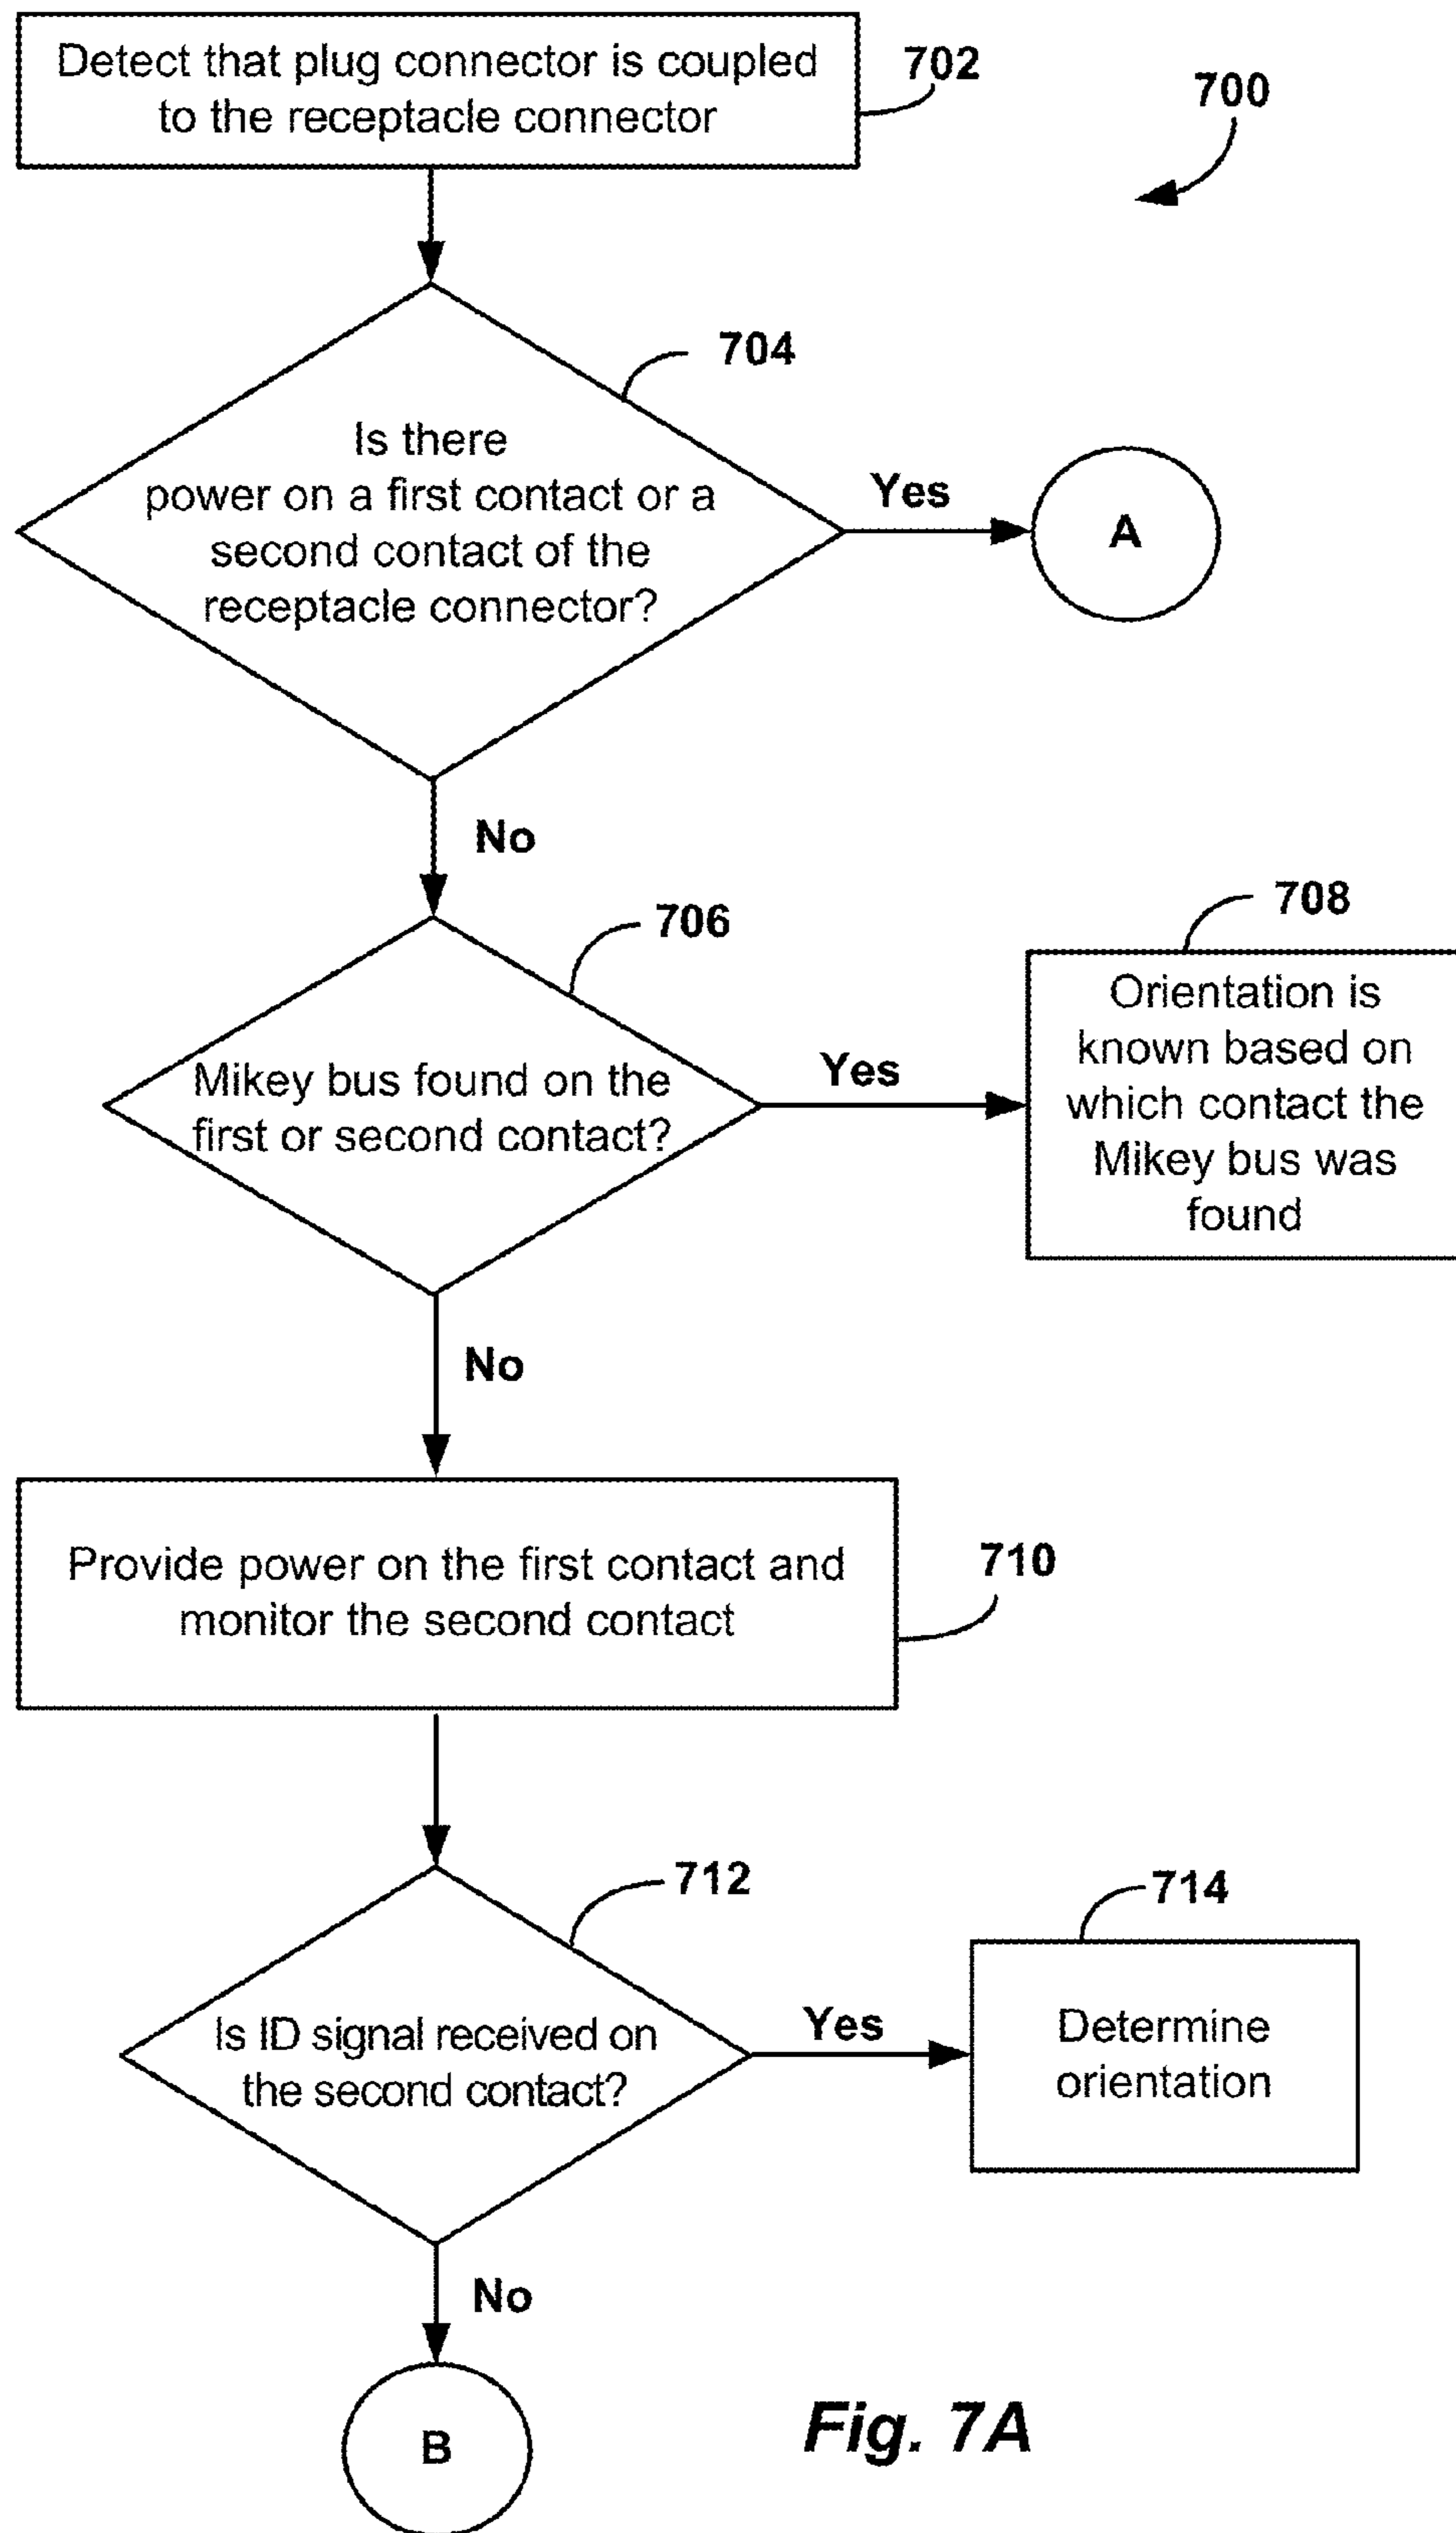 Detect that plug connector is coupled
to the receptacle connector
702
700
704
Is there
power on a first contact or a
second contact of the
receptacle connector?
Yes
A
No
706
708
Mikey bus found on the
first or second contact?
Yes
Orientation is
known based on
which contact the
Mikey bus was
found
No
Provide power on the first contact and
monitor the second contact
710
712
714
Is ID signal received on
the second contact?
Yes
Determine
orientation
No
B
Fig. 7A